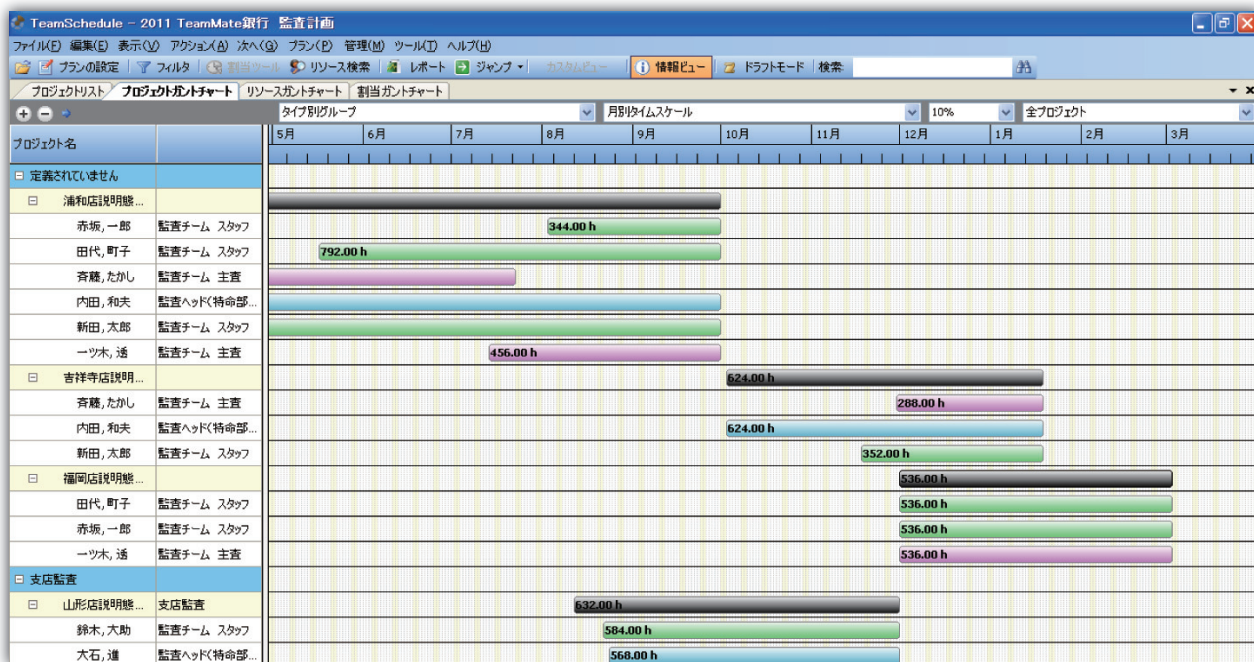 TeamSchedule - 2011 TeamMate銀行 監査計画
ファイル(F) 編集(E) 表示(V) アクション(A) 次へ(G) プラン(P) 管理(M) ツール(T) ヘルプ(H)
プランの設定 フィルタ 割当ツール リソース検索 レポート ジャンプ カスタムビュー 情報ビュー ドラフトモード 検索:
プロジェクトリスト プロジェクトガントチャート リソースガントチャート 割当ガントチャート
タイプ別グループ 月別タイムスケール 10% 全プロジェクト
プロジェクト名 5月 6月 7月 8月 9月 10月 11月 12月 1月 2月 3月
定義されていません
浦和店説明態...
赤坂,一郎 監査チーム スタッフ 344.00 h
田代,町子 監査チーム スタッフ 792.00 h
斉藤,たかし 監査チーム 主査
内田,和夫 監査ヘッド(特命部...
新田,太郎 監査チーム スタッフ
一ツ木,透 監査チーム 主査 456.00 h
吉祥寺店説明... 624.00 h
斉藤,たかし 監査チーム 主査 288.00 h
内田,和夫 監査ヘッド(特命部... 624.00 h
新田,太郎 監査チーム スタッフ 352.00 h
福岡店説明態... 536.00 h
田代,町子 監査チーム スタッフ 536.00 h
赤坂,一郎 監査チーム スタッフ 536.00 h
一ツ木,透 監査チーム 主査 536.00 h
支店監査
山形店説明態... 支店監査 632.00 h
鈴木,大助 監査チーム スタッフ 584.00 h
大石,進 監査ヘッド(特命部... 568.00 h